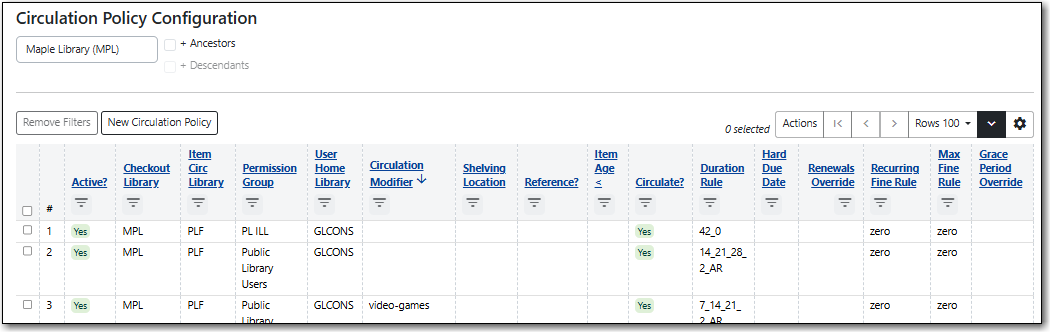 Circulation Policy Configuration
Maple Library (MPL)
+ Ancestors
+ Descendants
Remove Filters
New Circulation Policy
0 selected
Actions
Rows 100
#
Active?
Checkout
Library
Item
Circ
Library
Permission
Group
User
Home
Library
Circulation
Modifier
Shelving
Location
Reference?
Item
Age
<
Circulate?
Duration
Rule
Hard
Due
Date
Renewals
Override
Recurring
Fine Rule
Max
Fine
Rule
Grace
Period
Override
1 Yes MPL PLF PL ILL GLCONS Yes 42_0 zero zero
2 Yes MPL PLF Public GLCONS Yes 14_21_28_ zero zero
Library 2_AR
Users
3 Yes MPL PLF Public GLCONS video-games Yes 7_14_21_ zero zero
Library 2_AR